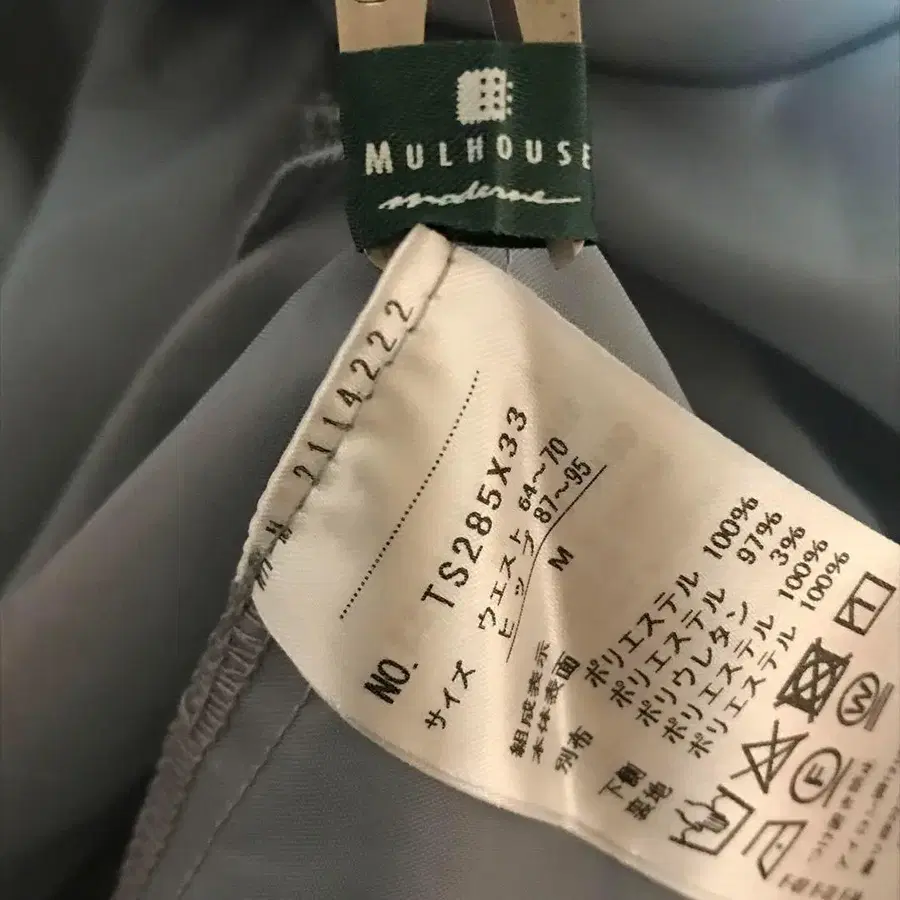 MULHOUSE
moderne
2114222
NO. TS285X33
サイズ ウエスト 64〜70
ヒップ 87〜95
M
組成表示
本体表面 ポリエステル 100%
別布 ポリエステル 97%
ポリウレタン 3%
下側 ポリエステル 100%
裏地 ポリエステル 100%
F
W